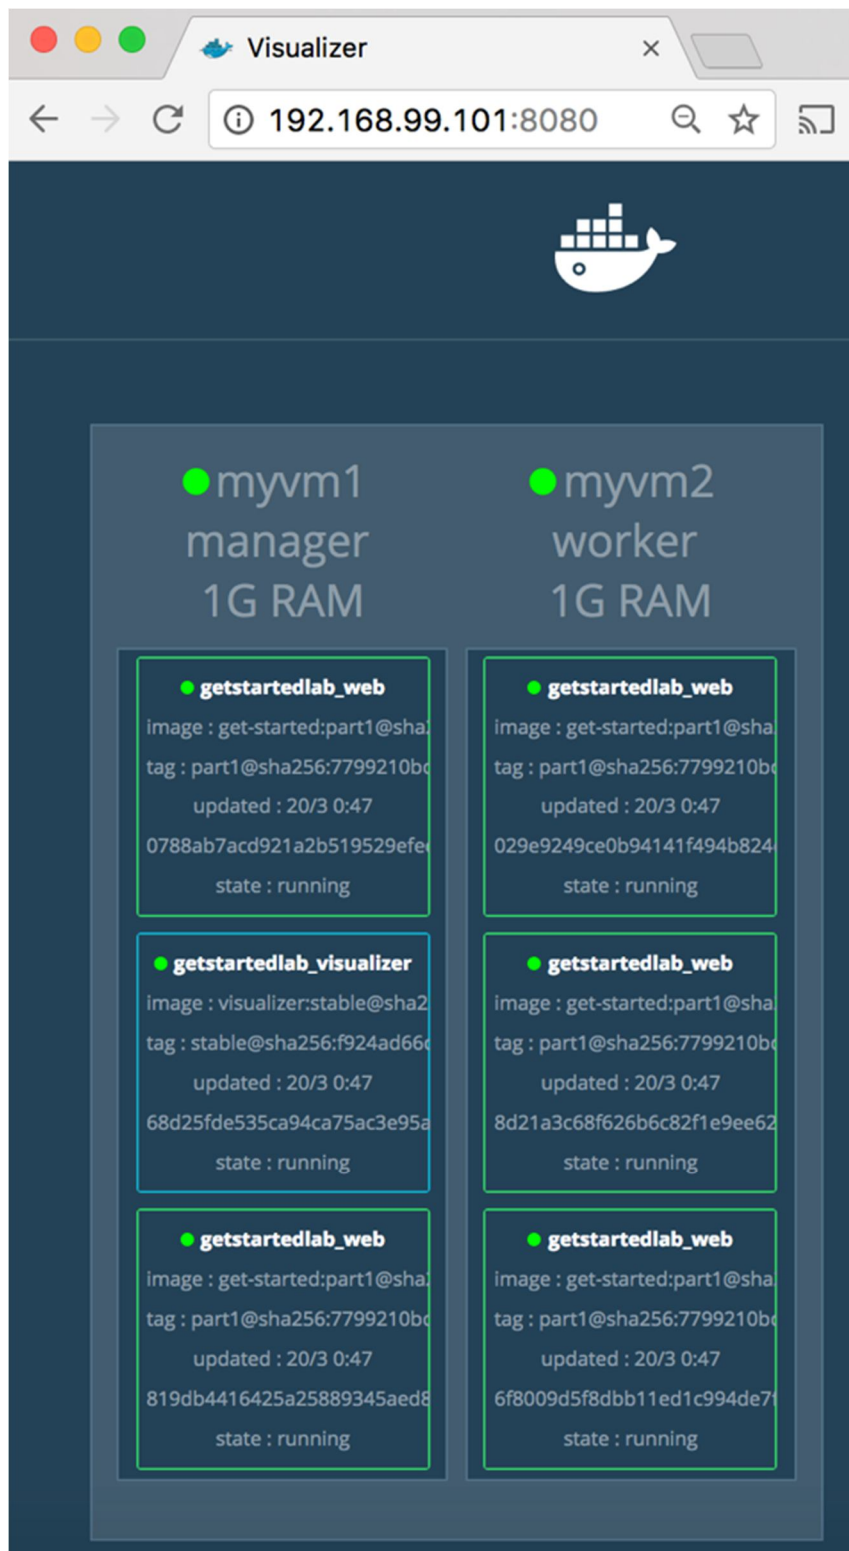 Visualizer
192.168.99.101:8080
myvm1
manager
1G RAM
getstartedlab_web
image : get-started:part1@sha
tag : part1@sha256:7799210b
updated : 20/3 0:47
0788ab7acd921a2b519529efe
state : running
getstartedlab_visualizer
image : visualizer:stable@sha2
tag : stable@sha256:f924ad66
updated : 20/3 0:47
68d25fde535ca94ca75ac3e95a
state : running
getstartedlab_web
image : get-started:part1@sha
tag : part1@sha256:7799210b
updated : 20/3 0:47
819db4416425a25889345aed8
state : running
myvm2
worker
1G RAM
getstartedlab_web
image : get-started:part1@sha
tag : part1@sha256:7799210b
updated : 20/3 0:47
029e9249ce0b94141f494b824
state : running
getstartedlab_web
image : get-started:part1@sha
tag : part1@sha256:7799210b
updated : 20/3 0:47
8d21a3c68f626b6c82f1e9ee62
state : running
getstartedlab_web
image : get-started:part1@sha
tag : part1@sha256:7799210b
updated : 20/3 0:47
6f8009d5f8dbb11ed1c994de7
state : running